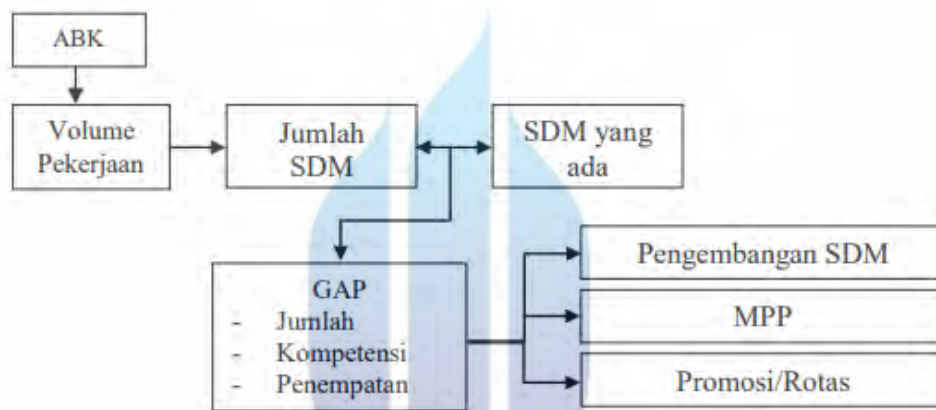 ABK
Volume
Pekerjaan
Jumlah
SDM
SDM yang
ada
GAP
- Jumlah
- Kompetensi
- Penempatan
Pengembangan SDM
MPP
Promosi/Rotas